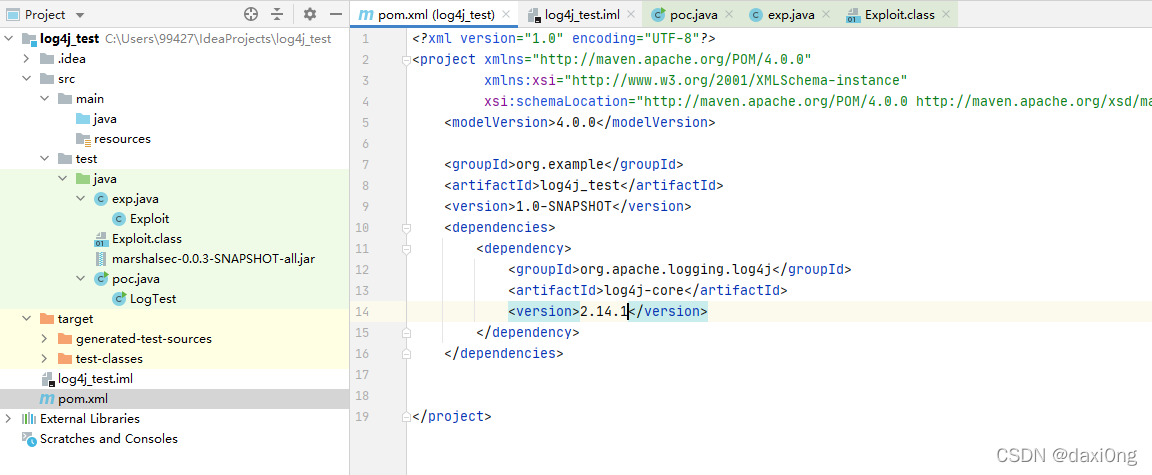 Project
log4j_test C:\Users\99427\IdeaProjects\log4j_test
.idea
src
main
java
resources
test
java
exp.java
Exploit
Exploit.class
marshalsec-0.0.3-SNAPSHOT-all.jar
poc.java
LogTest
target
generated-test-sources
test-classes
log4j_test.iml
pom.xml
External Libraries
Scratches and Consoles
pom.xml (log4j_test) log4j_test.iml poc.java exp.java Exploit.class
1 <?xml version="1.0" encoding="UTF-8"?>
2 <project xmlns="http://maven.apache.org/POM/4.0.0"
3 xmlns:xsi="http://www.w3.org/2001/XMLSchema-instance"
4 xsi:schemaLocation="http://maven.apache.org/POM/4.0.0 http://maven.apache.org/xsd/ma
5 <modelVersion>4.0.0</modelVersion>
6
7 <groupId>org.example</groupId>
8 <artifactId>log4j_test</artifactId>
9 <version>1.0-SNAPSHOT</version>
10 <dependencies>
11 <dependency>
12 <groupId>org.apache.logging.log4j</groupId>
13 <artifactId>log4j-core</artifactId>
14 <version>2.14.1</version>
15 </dependency>
16 </dependencies>
17
18
19 </project>
CSDN @daxi0ng